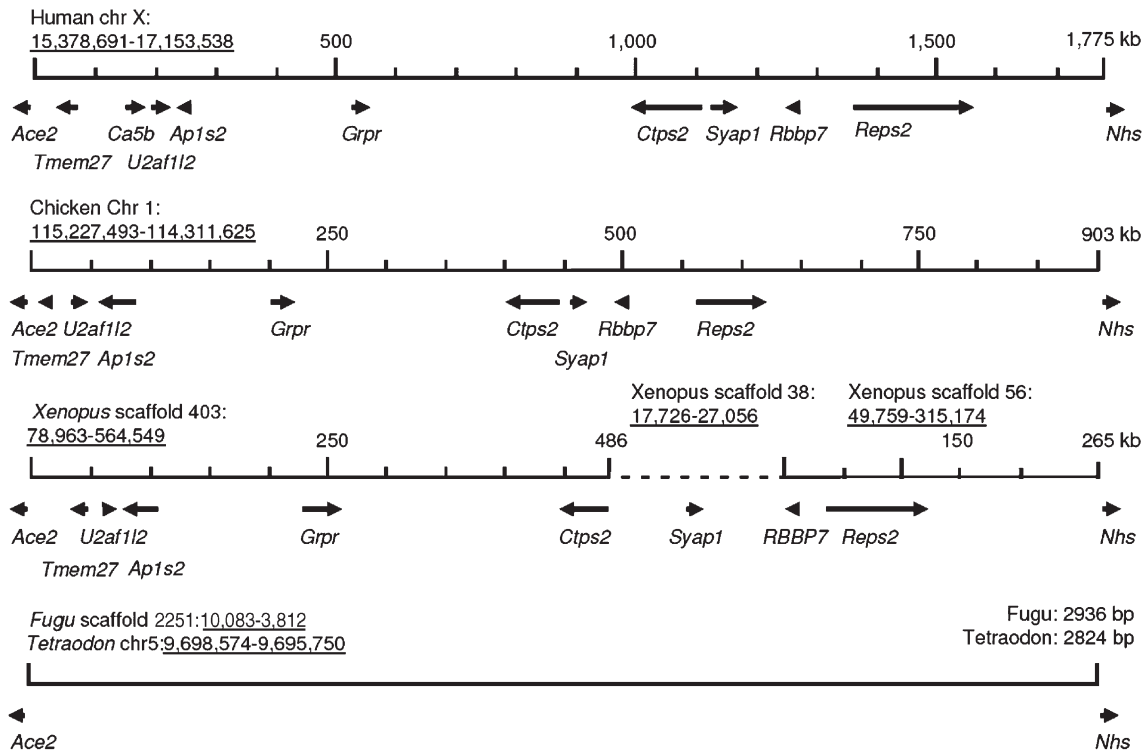 Human chr X:
15,378,691-17,153,538
500
1,000
1,500
1,775 kb
Ace2
Ca5b
Ap1s2
Grpr
Ctps2
Syap1
Rbbp7
Reps2
Nhs
Tmem27
U2af1l2
Chicken Chr 1:
115,227,493-114,311,625
250
500
750
903 kb
Ace2
U2af1l2
Grpr
Ctps2
Rbbp7
Reps2
Nhs
Tmem27
Ap1s2
Syap1
Xenopus scaffold 403:
78,963-564,549
Xenopus scaffold 38:
17,726-27,056
Xenopus scaffold 56:
49,759-315,174
250
486
150
265 kb
Ace2
U2af1l2
Grpr
Ctps2
Syap1
RBBP7
Reps2
Nhs
Tmem27
Ap1s2
Fugu scaffold 2251:10,083-3,812
Tetraodon chr5:9,698,574-9,695,750
Fugu: 2936 bp
Tetraodon: 2824 bp
Ace2
Nhs